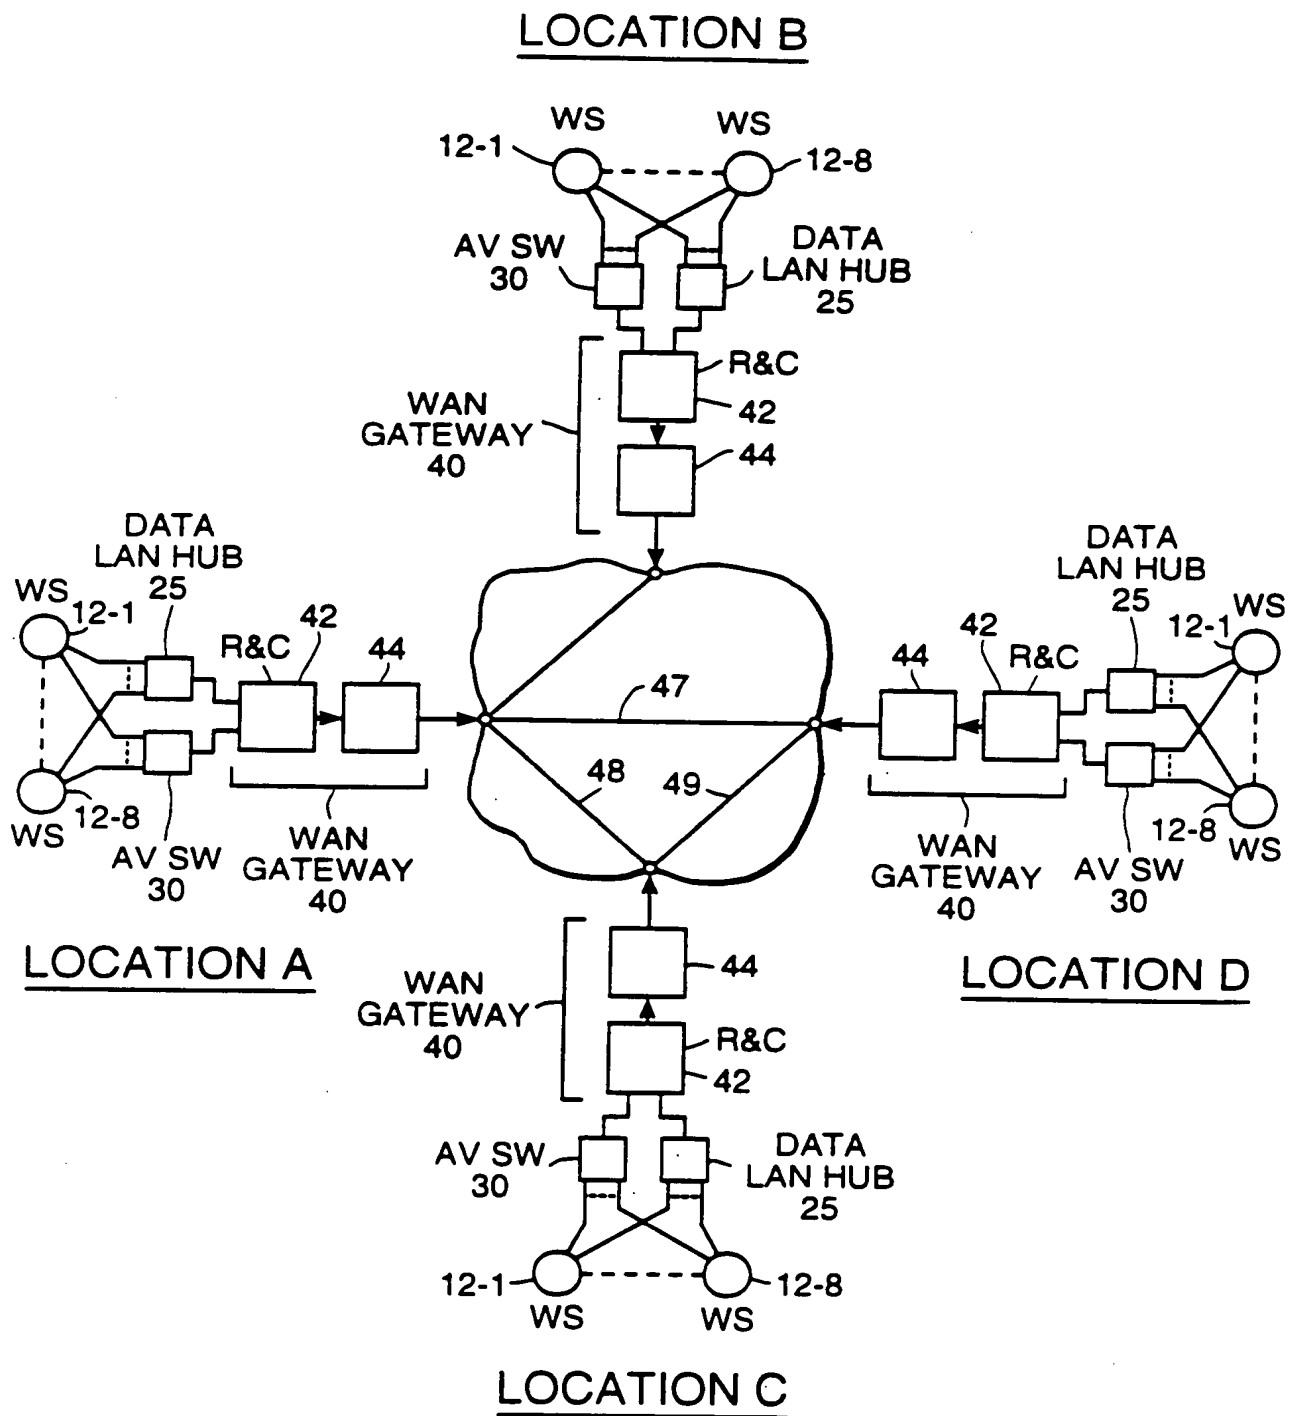 LOCATION B
WS
WS
12-1
12-8
AV SW
30
DATA
LAN HUB
25
R&C
42
WAN
GATEWAY
40
44
DATA
LAN HUB
25
WS
12-1
R&C
42
44
12-8
WS
AV SW
30
WAN
GATEWAY
40
LOCATION A
47
48
49
DATA
LAN HUB
25
WS
12-1
42
R&C
44
12-8
WS
AV SW
30
WAN
GATEWAY
40
LOCATION D
WAN
GATEWAY
40
44
R&C
42
AV SW
30
DATA
LAN HUB
25
12-1
12-8
WS
WS
LOCATION C